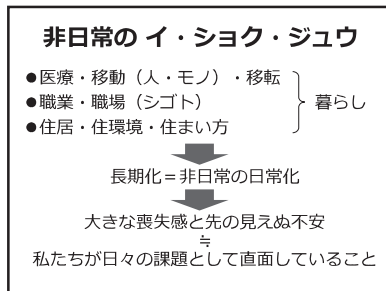 非日常の イ・ショク・ジュウ
●医療・移動（人・モノ）・移転
●職業・職場（シゴト）
●住居・住環境・住まい方
暮らし
長期化＝非日常の日常化
大きな喪失感と先の見えぬ不安
≒
私たちが日々の課題として直面していること